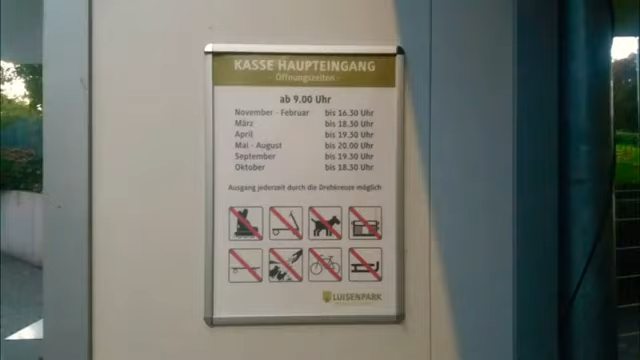 KASSE HAUPTEINGANG
- Öffnungszeiten -
ab 9.00 Uhr
November - Februar bis 16.30 Uhr
März bis 18.30 Uhr
April bis 19.30 Uhr
Mai - August bis 20.00 Uhr
September bis 19.30 Uhr
Oktober bis 18.30 Uhr
Ausgang jederzeit durch die Drehkreuze möglich
LUISENPARK